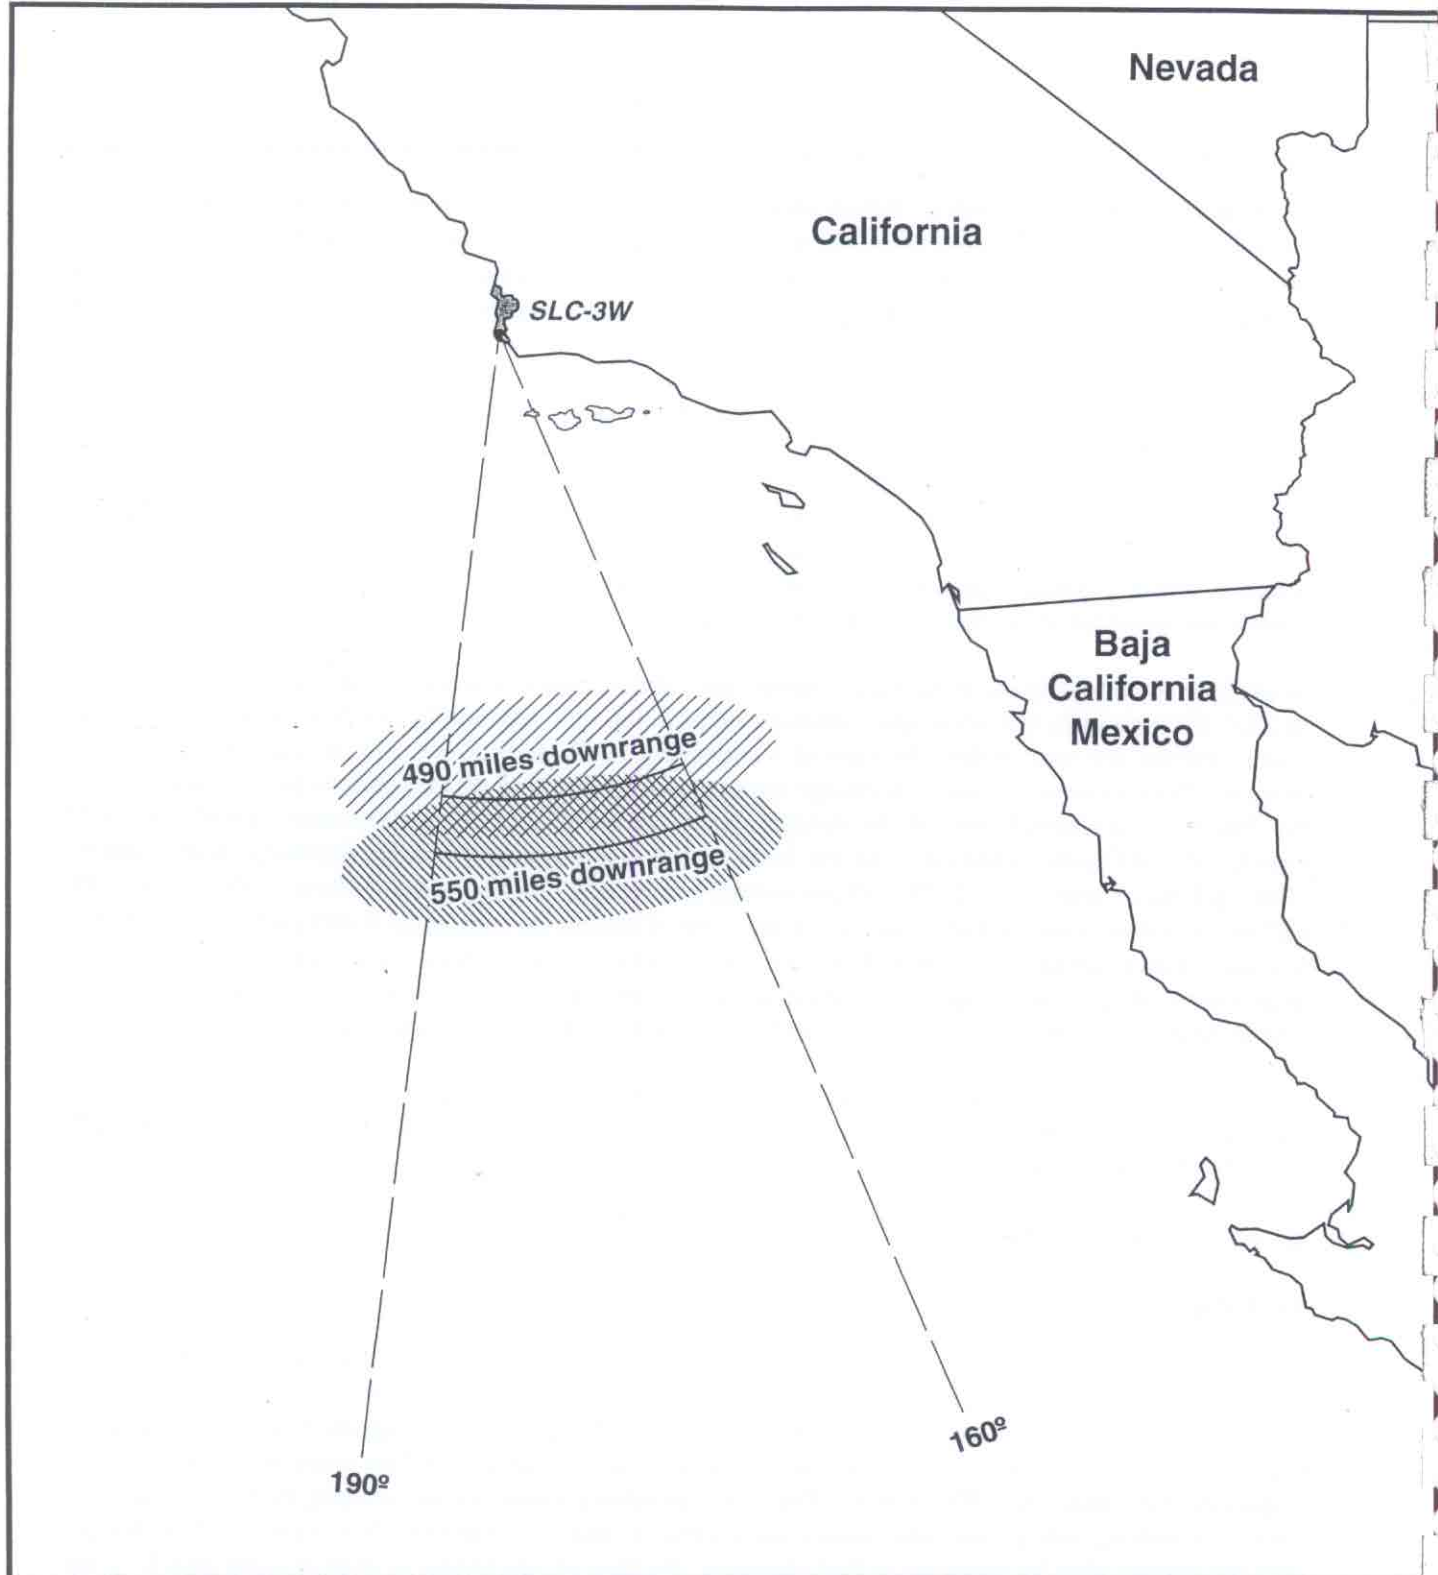 Nevada
California
SLC-3W
Baja
California
Mexico
490 miles downrange
550 miles downrange
160º
190º